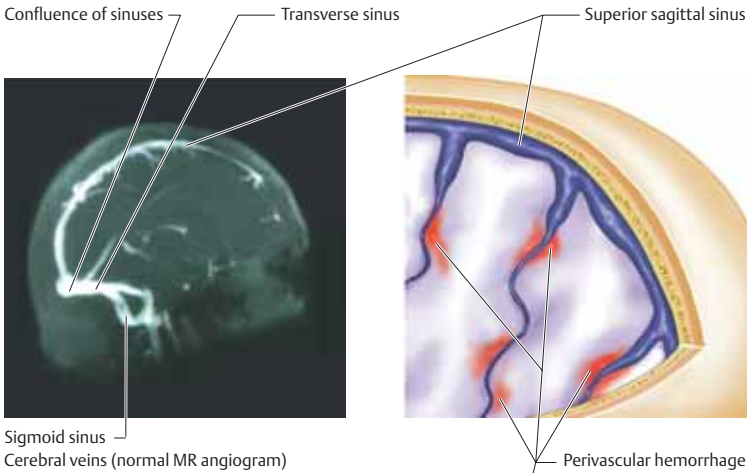 Confluence of sinuses
Transverse sinus
Superior sagittal sinus
Sigmoid sinus
Cerebral veins (normal MR angiogram)
Perivascular hemorrhage